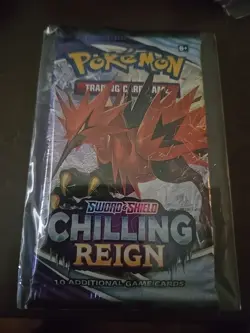 POKéMON
TRADING CARD GAME
SWORD & SHIELD
CHILLING
REIGN
10 ADDITIONAL GAME CARDS